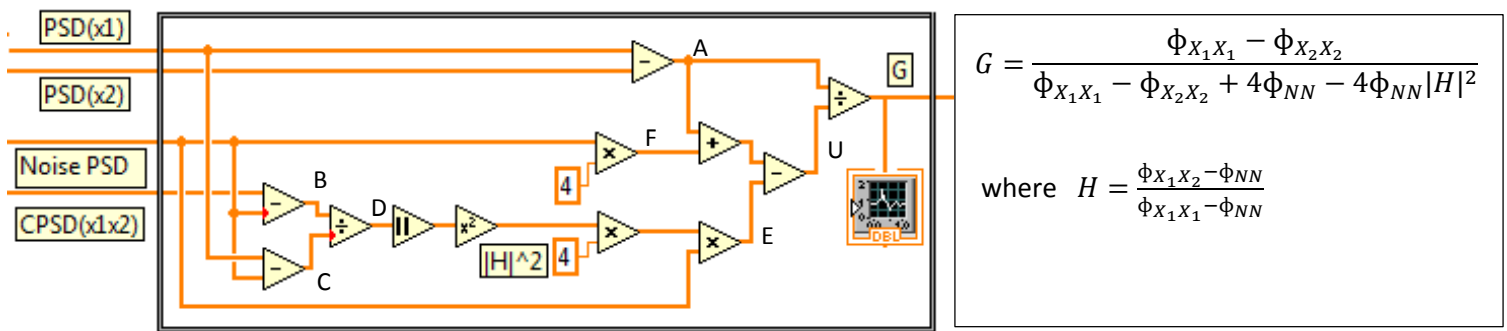 PSD(x1)
PSD(x2)
Noise PSD
CPSD(x1x2)
−
A
÷
G
×
F
4
+
−
U
−
B
÷
D
||
x²
|H|^2
4
×
×
E
−
C
DBL
G = (ϕ_{X₁X₁} − ϕ_{X₂X₂}) / (ϕ_{X₁X₁} − ϕ_{X₂X₂} + 4ϕ_{NN} − 4ϕ_{NN}|H|²)
where H = (ϕ_{X₁X₂} − ϕ_{NN}) / (ϕ_{X₁X₁} − ϕ_{NN})